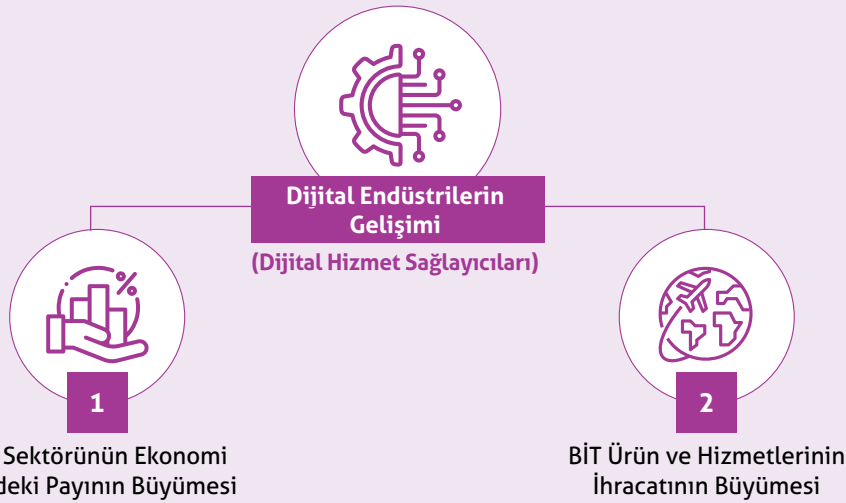 Dijital Endüstrilerin
Gelişimi
(Dijital Hizmet Sağlayıcıları)
1
Sektörünün Ekonomi
deki Payının Büyümesi
2
BİT Ürün ve Hizmetlerinin
İhracatının Büyümesi
%